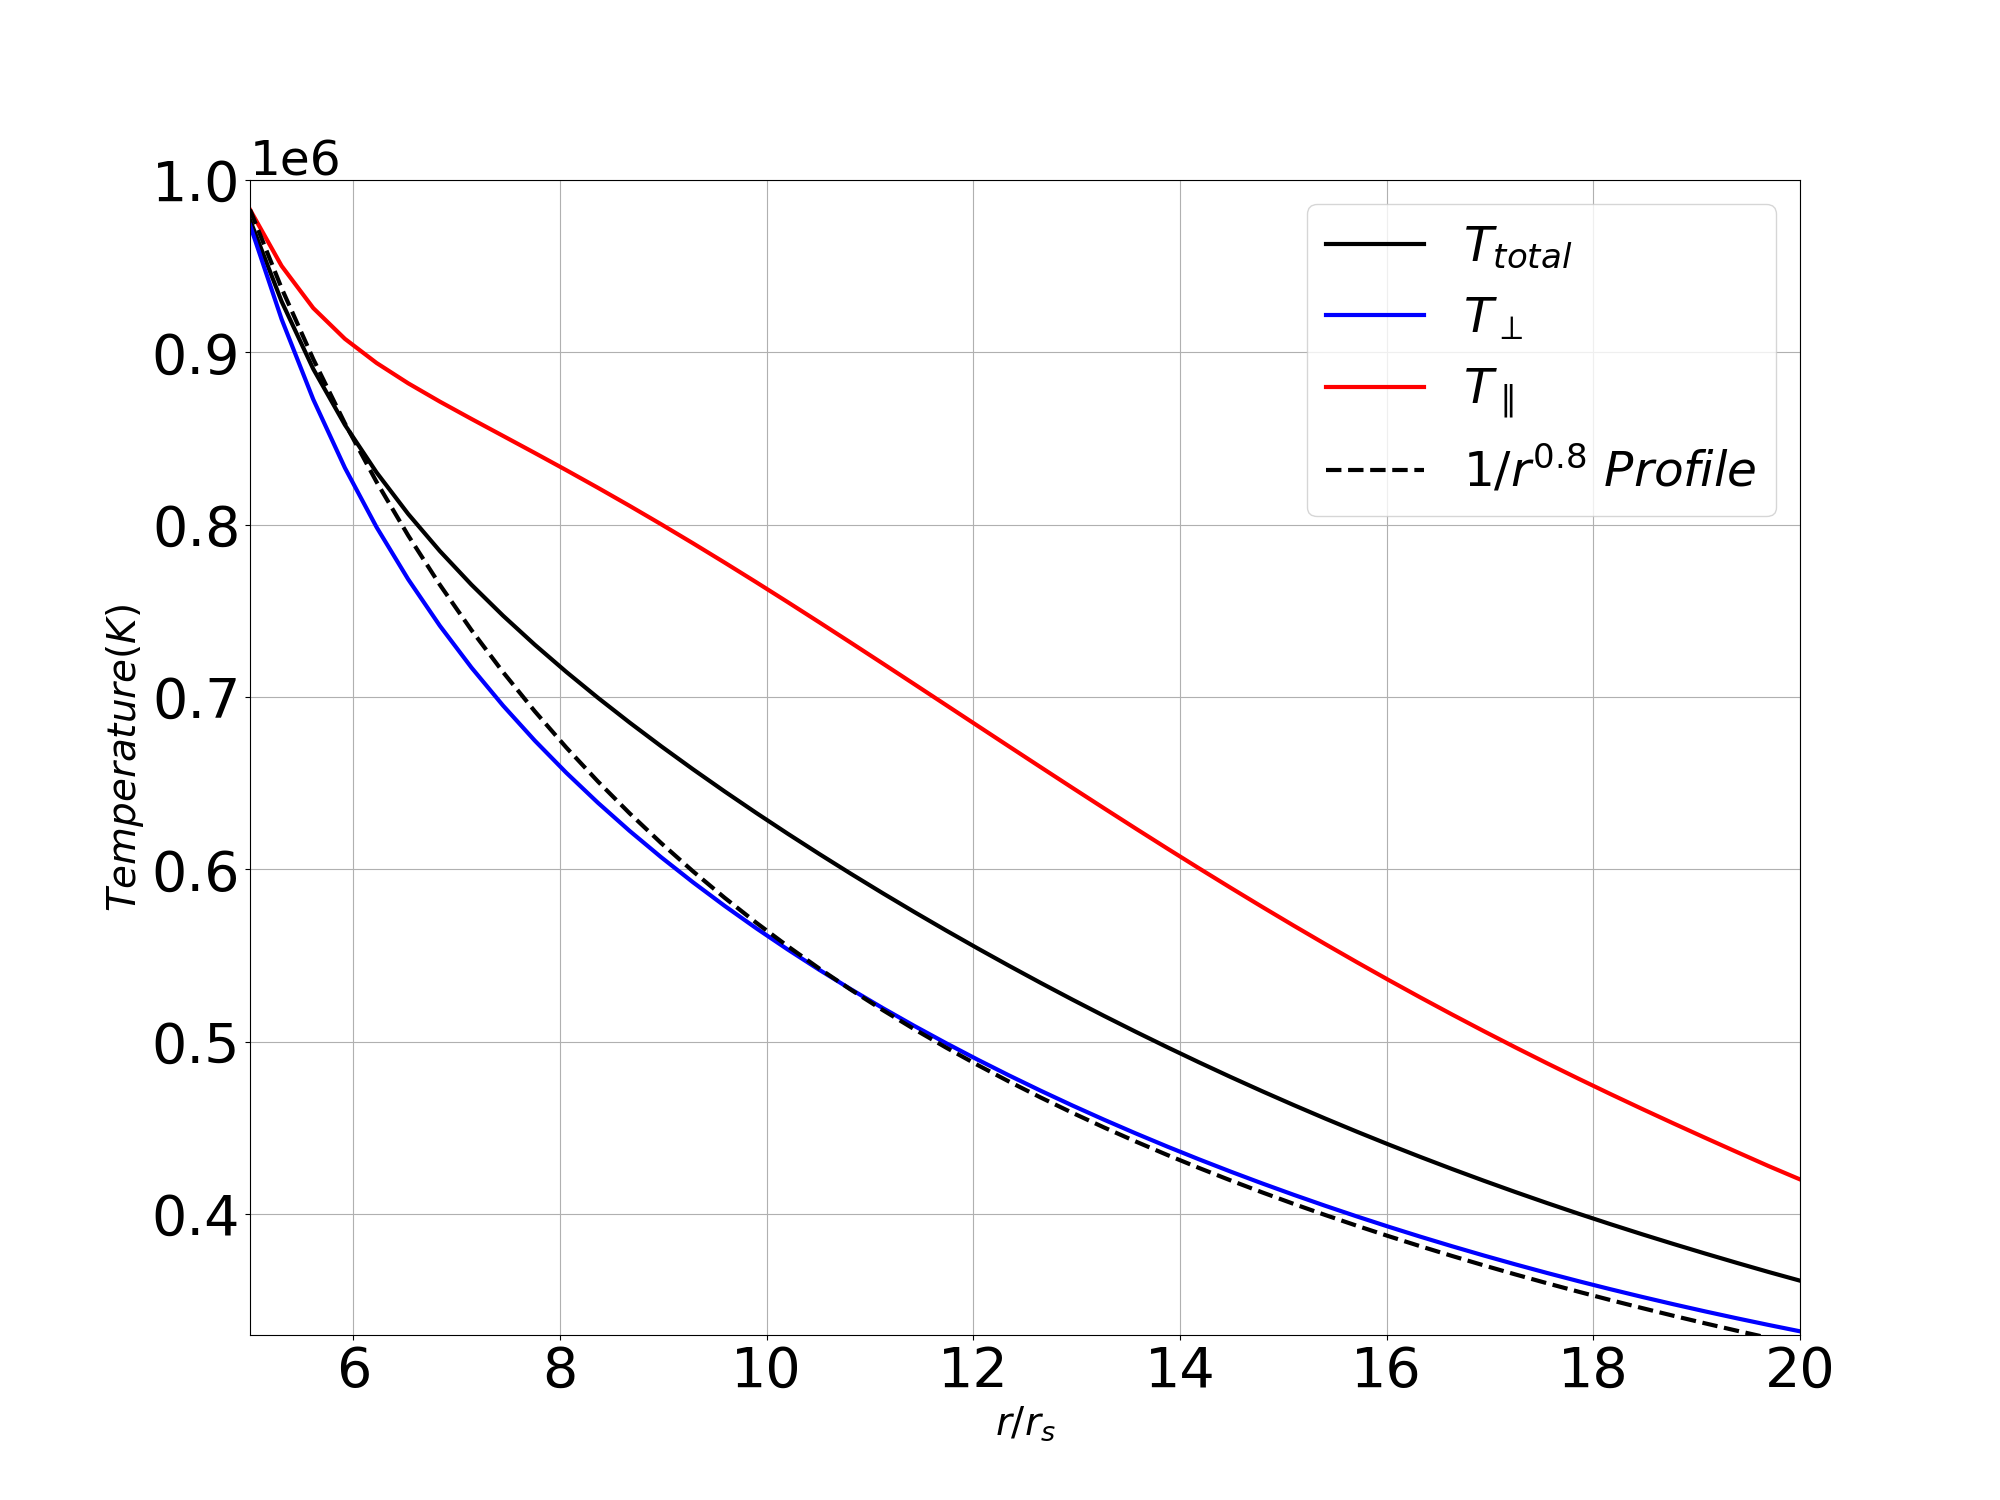 1e6
1.0
0.9
0.8
0.7
0.6
0.5
0.4
Temperature(K)
6 8 10 12 14 16 18 20
r/r_s
T_total
T_⊥
T_∥
1/r^0.8 Profile